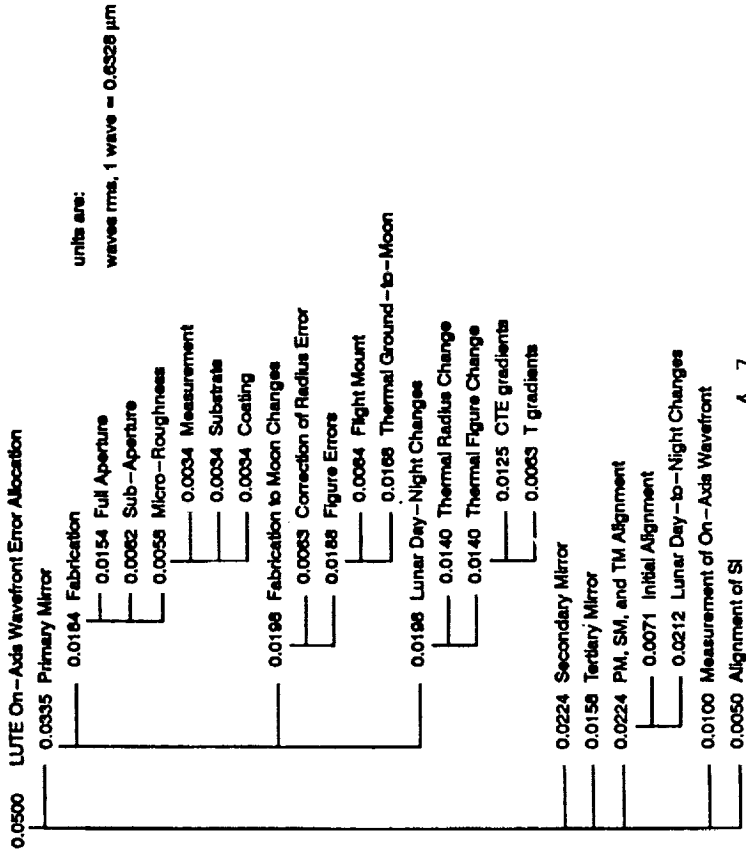 0.0500 LUTE On-Axis Wavefront Error Allocation
units are:
waves rms, 1 wave = 0.6328 µm
0.0335 Primary Mirror
0.0184 Fabrication
0.0154 Full Aperture
0.0082 Sub-Aperture
0.0058 Micro-Roughness
0.0034 Measurement
0.0034 Substrate
0.0034 Coating
0.0198 Fabrication to Moon Changes
0.0063 Correction of Radius Error
0.0188 Figure Errors
0.0084 Flight Mount
0.0168 Thermal Ground-to-Moon
0.0198 Lunar Day-Night Changes
0.0140 Thermal Radius Change
0.0140 Thermal Figure Change
0.0125 CTE gradients
0.0063 T gradients
0.0224 Secondary Mirror
0.0158 Tertiary Mirror
0.0224 PM, SM, and TM Alignment
0.0071 Initial Alignment
0.0212 Lunar Day-to-Night Changes
0.0100 Measurement of On-Axis Wavefront
0.0050 Alignment of SI